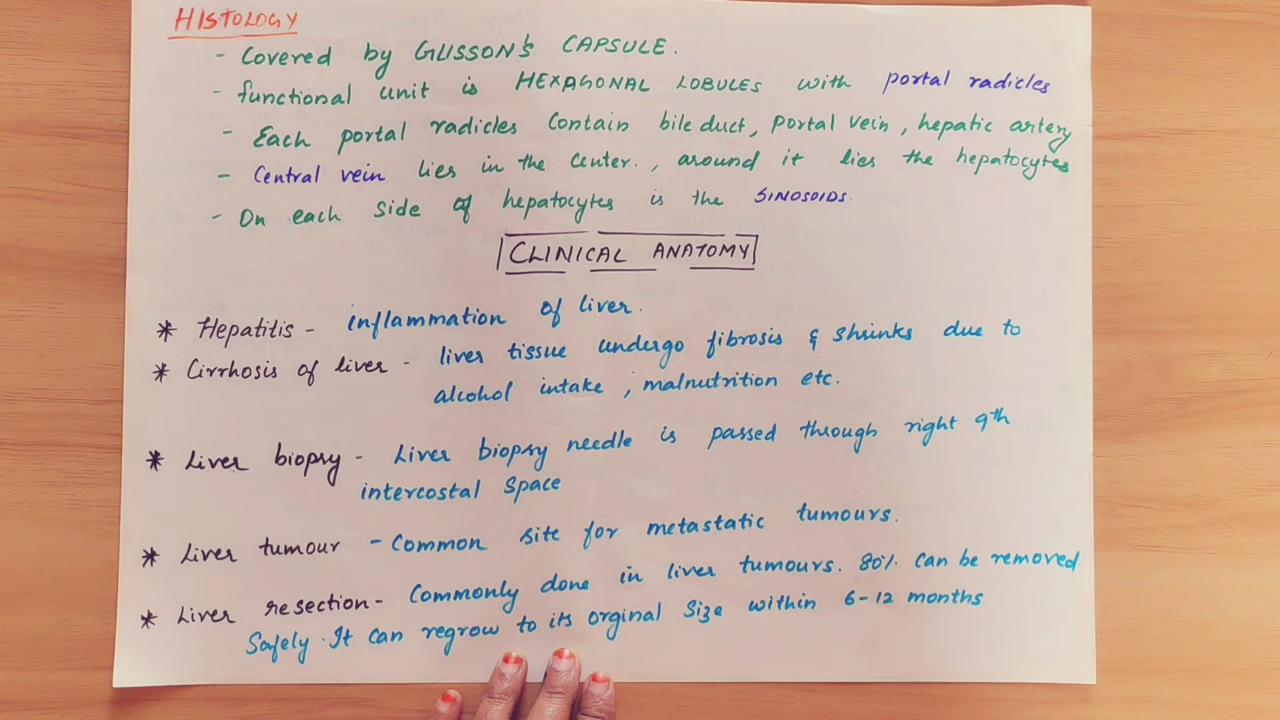 HISTOLOGY
- Covered by GLISSON'S CAPSULE.
- functional unit is HEXAGONAL LOBULES with portal radicles
- Each portal radicles Contain bile duct, portal vein, hepatic artery
- Central vein lies in the center., around it lies the hepatocytes
- On each side of hepatocytes is the SINOSOIDS.
CLINICAL ANATOMY
* Hepatitis - inflammation of liver.
* Cirrhosis of liver - liver tissue undergo fibrosis & shrinks due to
alcohol intake, malnutrition etc.
* Liver biopsy - Liver biopsy needle is passed through right 9th
intercostal space
* Liver tumour - Common site for metastatic tumours.
* Liver resection - Commonly done in liver tumours. 80% can be removed
Safely. It can regrow to its orginal size within 6-12 months